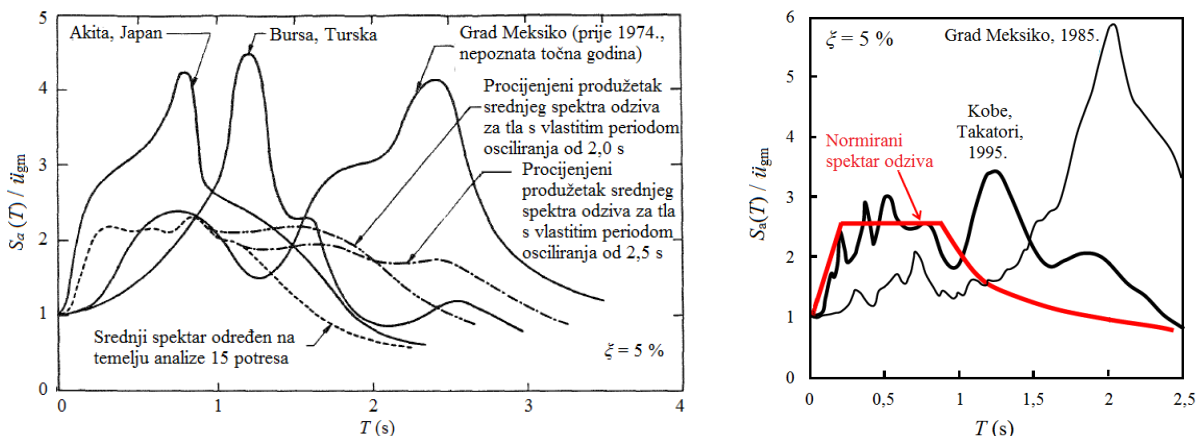 5
4
3
2
1
0
S_a(T) / ü_gm
Akita, Japan
Bursa, Turska
Grad Meksiko (prije 1974.,
nepoznata točna godina)
Procijenjeni produžetak
srednjeg spektra odziva
za tla s vlastitim periodom
osciliranja od 2,0 s
Procijenjeni
produžetak srednjeg
spektra odziva za tla
s vlastitim periodom
osciliranja od 2,5 s
Srednji spektar određen na
temelju analize 15 potresa
ξ = 5 %
0 1 2 3 4
T (s)
6
5
4
3
2
1
0
S_a(T) / ü_gm
ξ = 5 %
Grad Meksiko, 1985.
Kobe,
Takatori,
1995.
Normirani
spektar odziva
0 0,5 1 1,5 2 2,5
T (s)